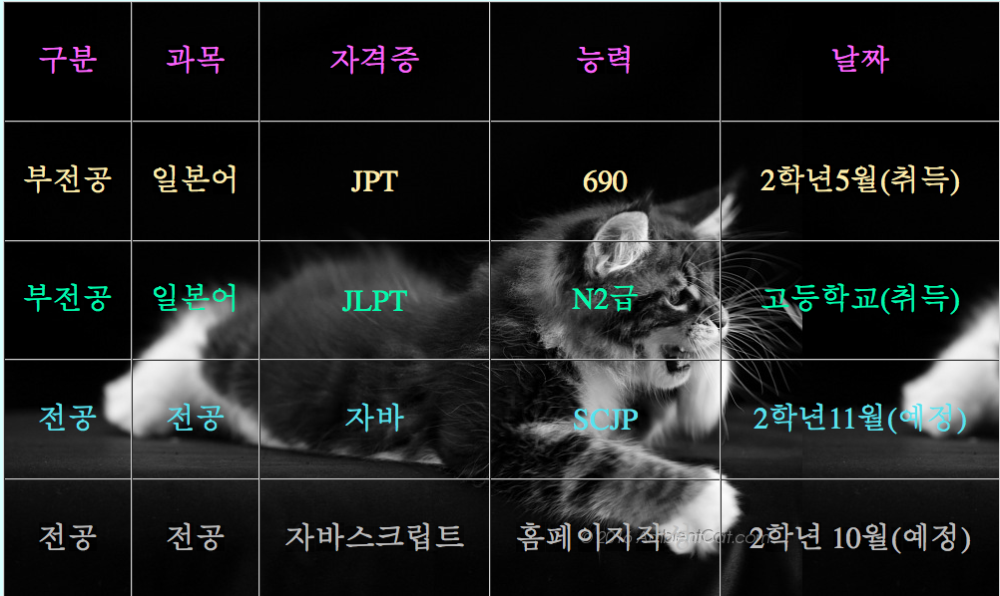 구분 과목 자격증 능력 날짜
부전공 일본어 JPT 690 2학년5월(취득)
부전공 일본어 JLPT N2급 고등학교(취득)
전공 전공 자바 SCJP 2학년11월(예정)
전공 전공 자바스크립트 홈페이지작 2학년 10월(예정)